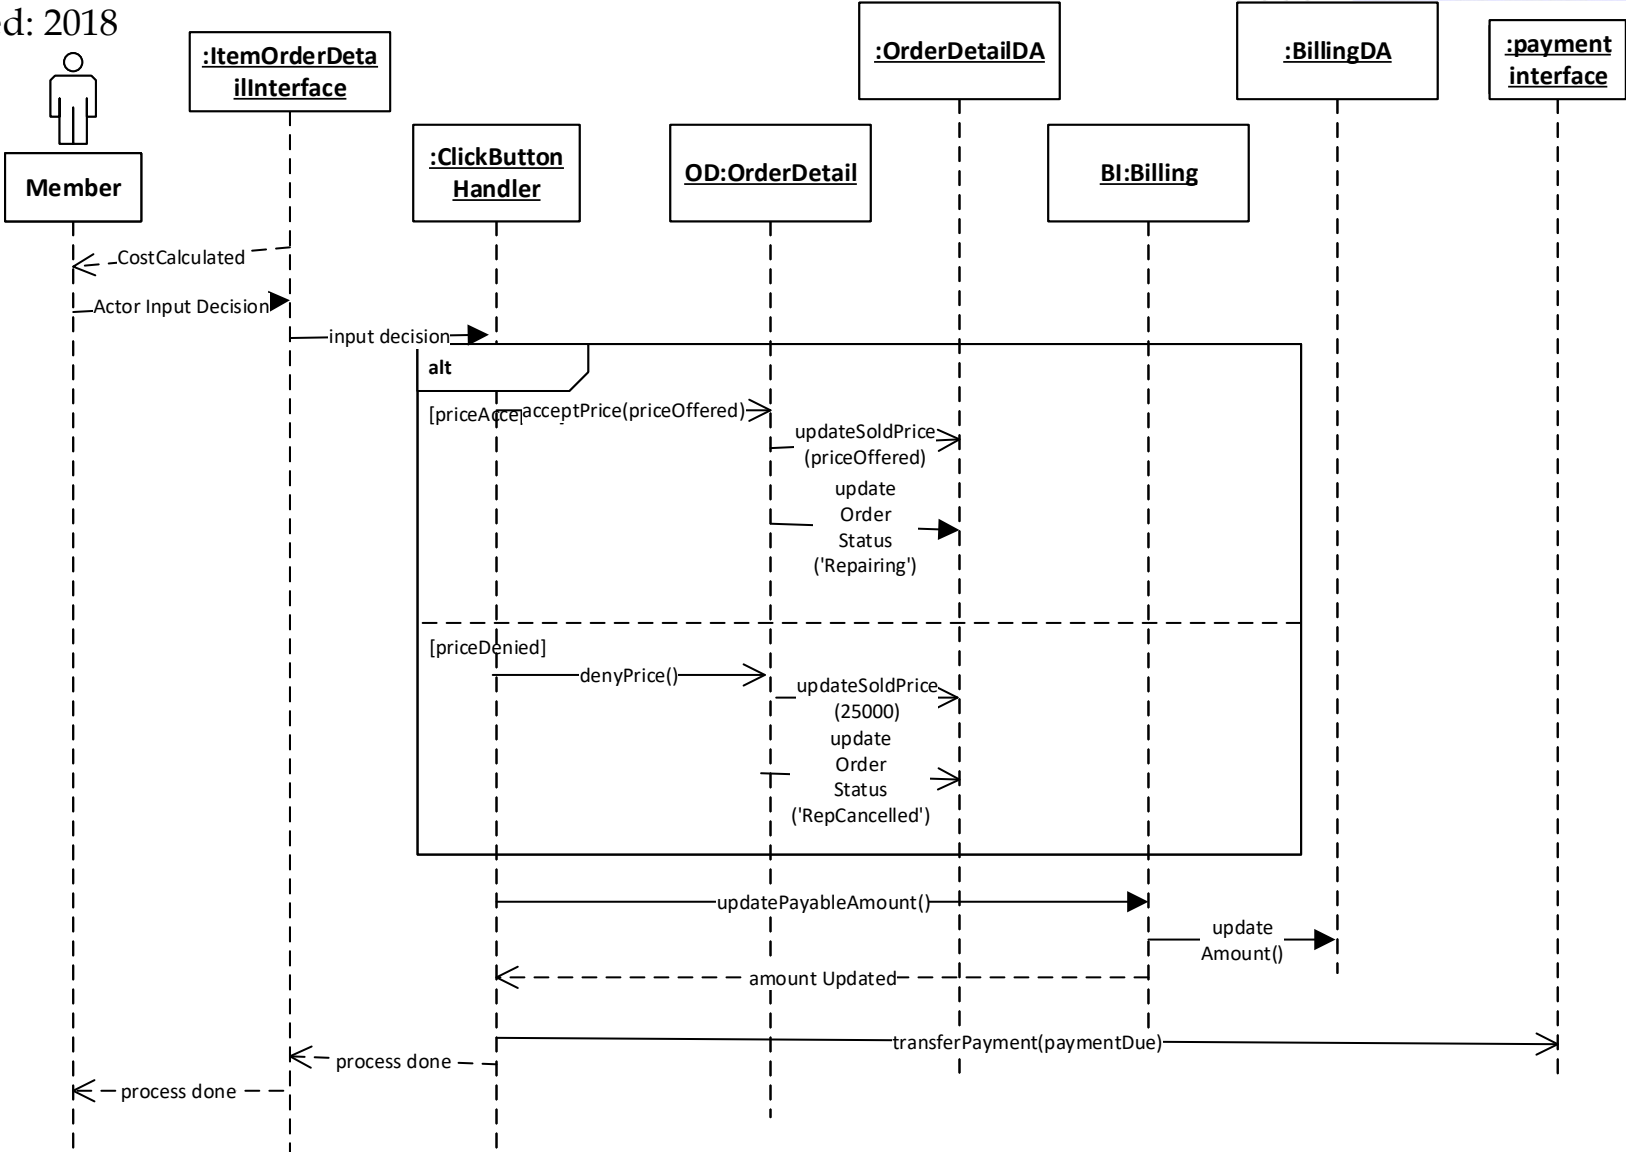 ed: 2018
:ItemOrderDeta
ilInterface
:OrderDetailDA
:BillingDA
:payment
interface
Member
:ClickButton
Handler
OD:OrderDetail
BI:Billing
CostCalculated
Actor Input Decision
input decision
alt
[priceAcce
acceptPrice(priceOffered)
updateSoldPrice
(priceOffered)
update
Order
Status
('Repairing')
[priceDenied]
denyPrice()
updateSoldPrice
(25000)
update
Order
Status
('RepCancelled')
updatePayableAmount()
update
Amount()
amount Updated
transferPayment(paymentDue)
process done
process done